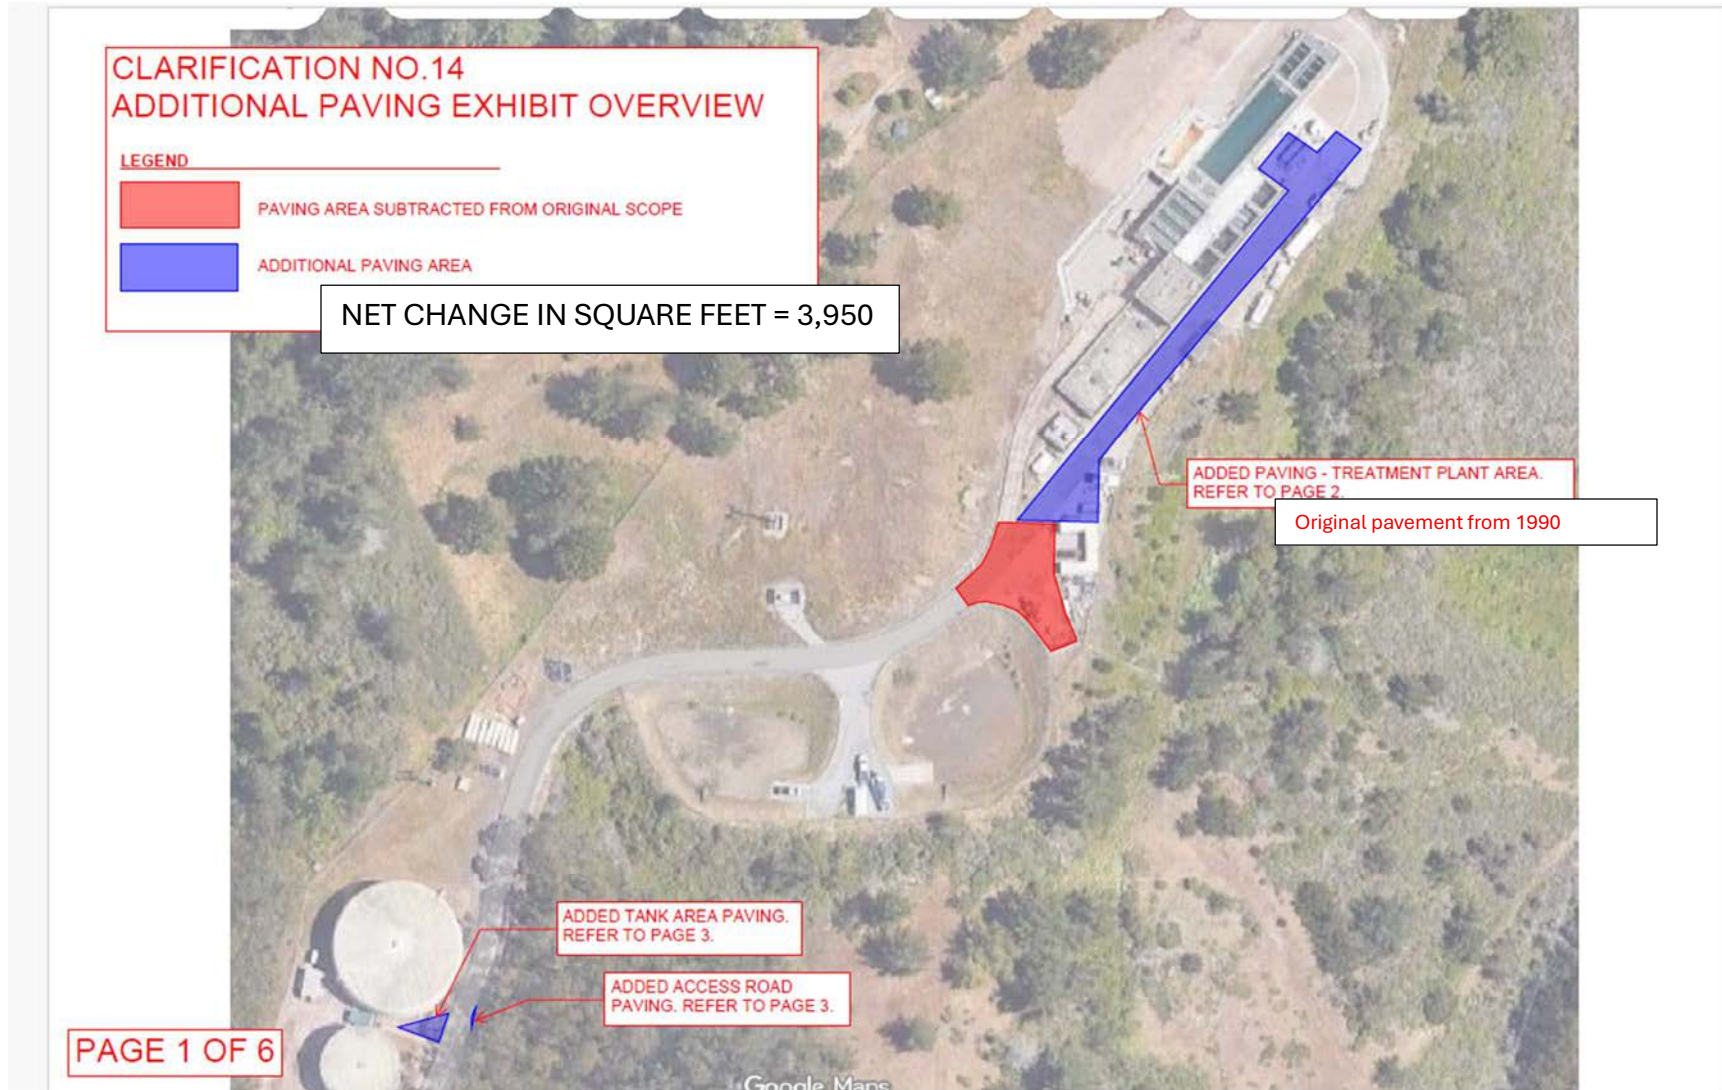 CLARIFICATION NO.14
ADDITIONAL PAVING EXHIBIT OVERVIEW
LEGEND
PAVING AREA SUBTRACTED FROM ORIGINAL SCOPE
ADDITIONAL PAVING AREA
NET CHANGE IN SQUARE FEET = 3,950
ADDED PAVING - TREATMENT PLANT AREA.
REFER TO PAGE 2.
Original pavement from 1990
ADDED TANK AREA PAVING.
REFER TO PAGE 3.
ADDED ACCESS ROAD
PAVING. REFER TO PAGE 3.
PAGE 1 OF 6
Google Maps